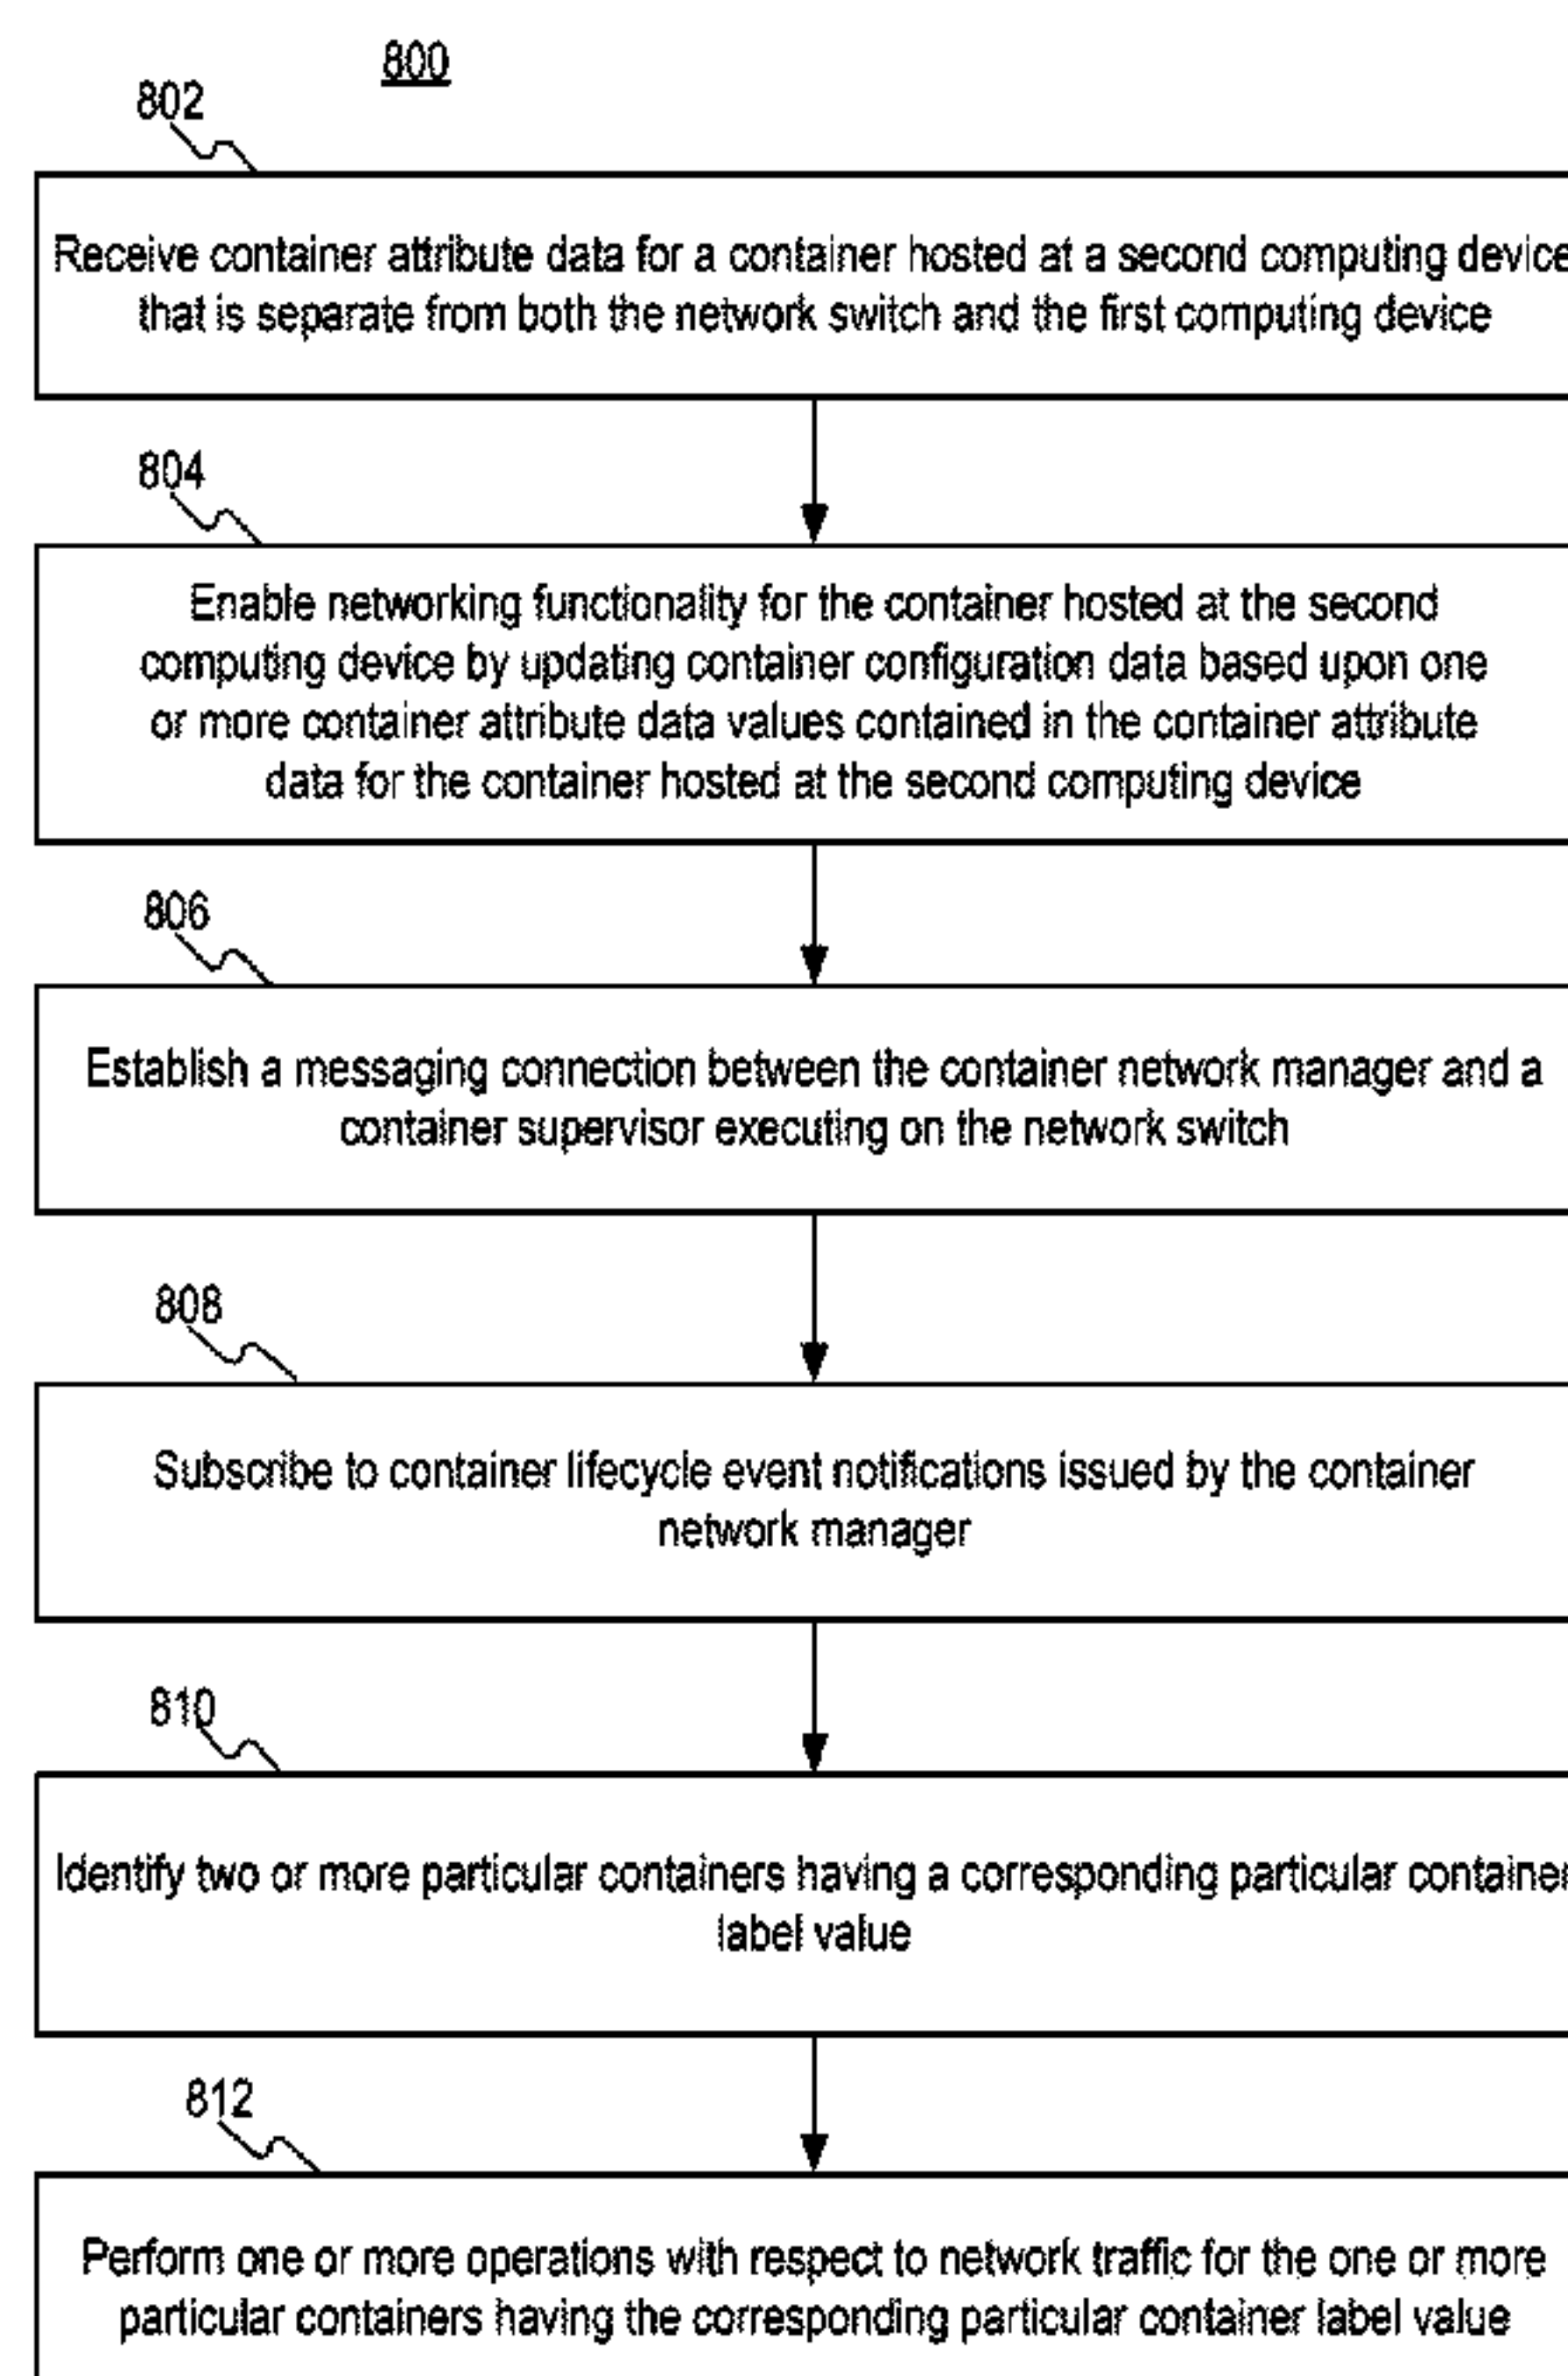 800
802
Receive container attribute data for a container hosted at a second computing device
that is separate from both the network switch and the first computing device
804
Enable networking functionality for the container hosted at the second
computing device by updating container configuration data based upon one
or more container attribute data values contained in the container attribute
data for the container hosted at the second computing device
806
Establish a messaging connection between the container network manager and a
container supervisor executing on the network switch
808
Subscribe to container lifecycle event notifications issued by the container
network manager
810
Identify two or more particular containers having a corresponding particular container
label value
812
Perform one or more operations with respect to network traffic for the one or more
particular containers having the corresponding particular container label value